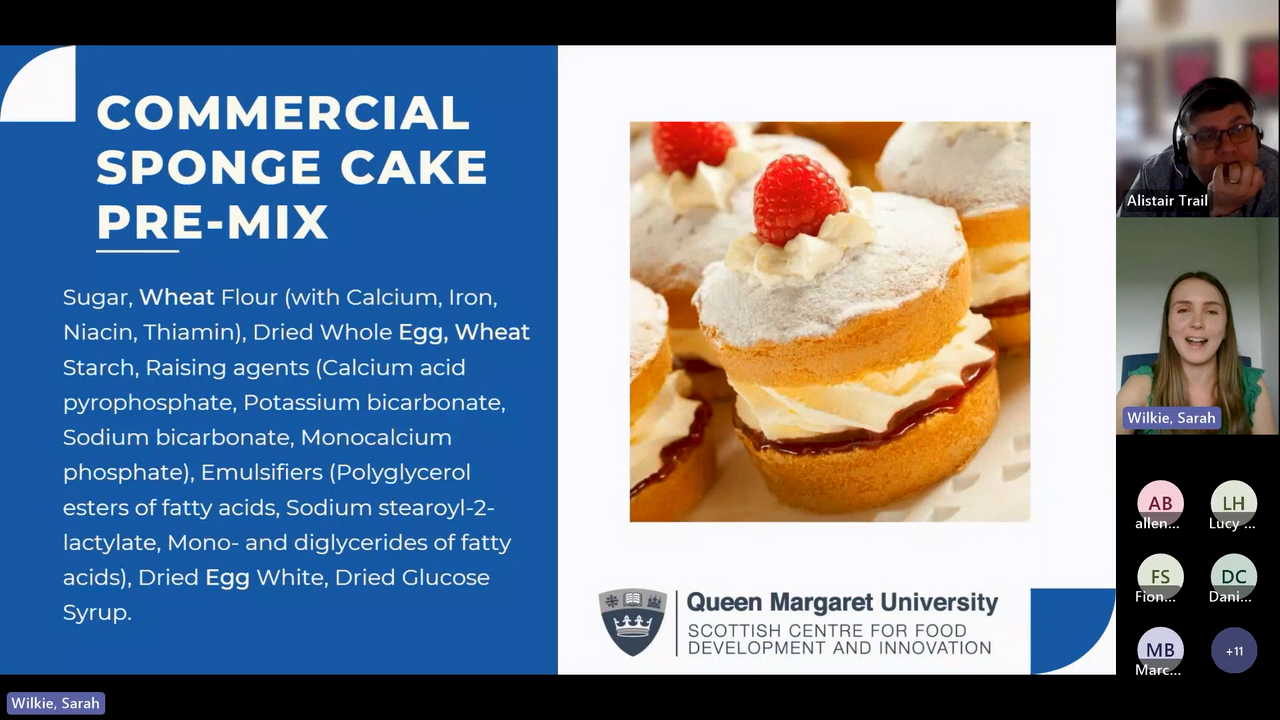 COMMERCIAL
SPONGE CAKE
PRE-MIX
Sugar, Wheat Flour (with Calcium, Iron,
Niacin, Thiamin), Dried Whole Egg, Wheat
Starch, Raising agents (Calcium acid
pyrophosphate, Potassium bicarbonate,
Sodium bicarbonate, Monocalcium
phosphate), Emulsifiers (Polyglycerol
esters of fatty acids, Sodium stearoyl-2-
lactylate, Mono- and diglycerides of fatty
acids), Dried Egg White, Dried Glucose
Syrup.
Queen Margaret University
SCOTTISH CENTRE FOR FOOD
DEVELOPMENT AND INNOVATION
Alistair Trail
Wilkie, Sarah
AB
allen...
LH
Lucy ...
FS
Fion...
DC
Dani...
MB
Marc...
+11
Wilkie, Sarah